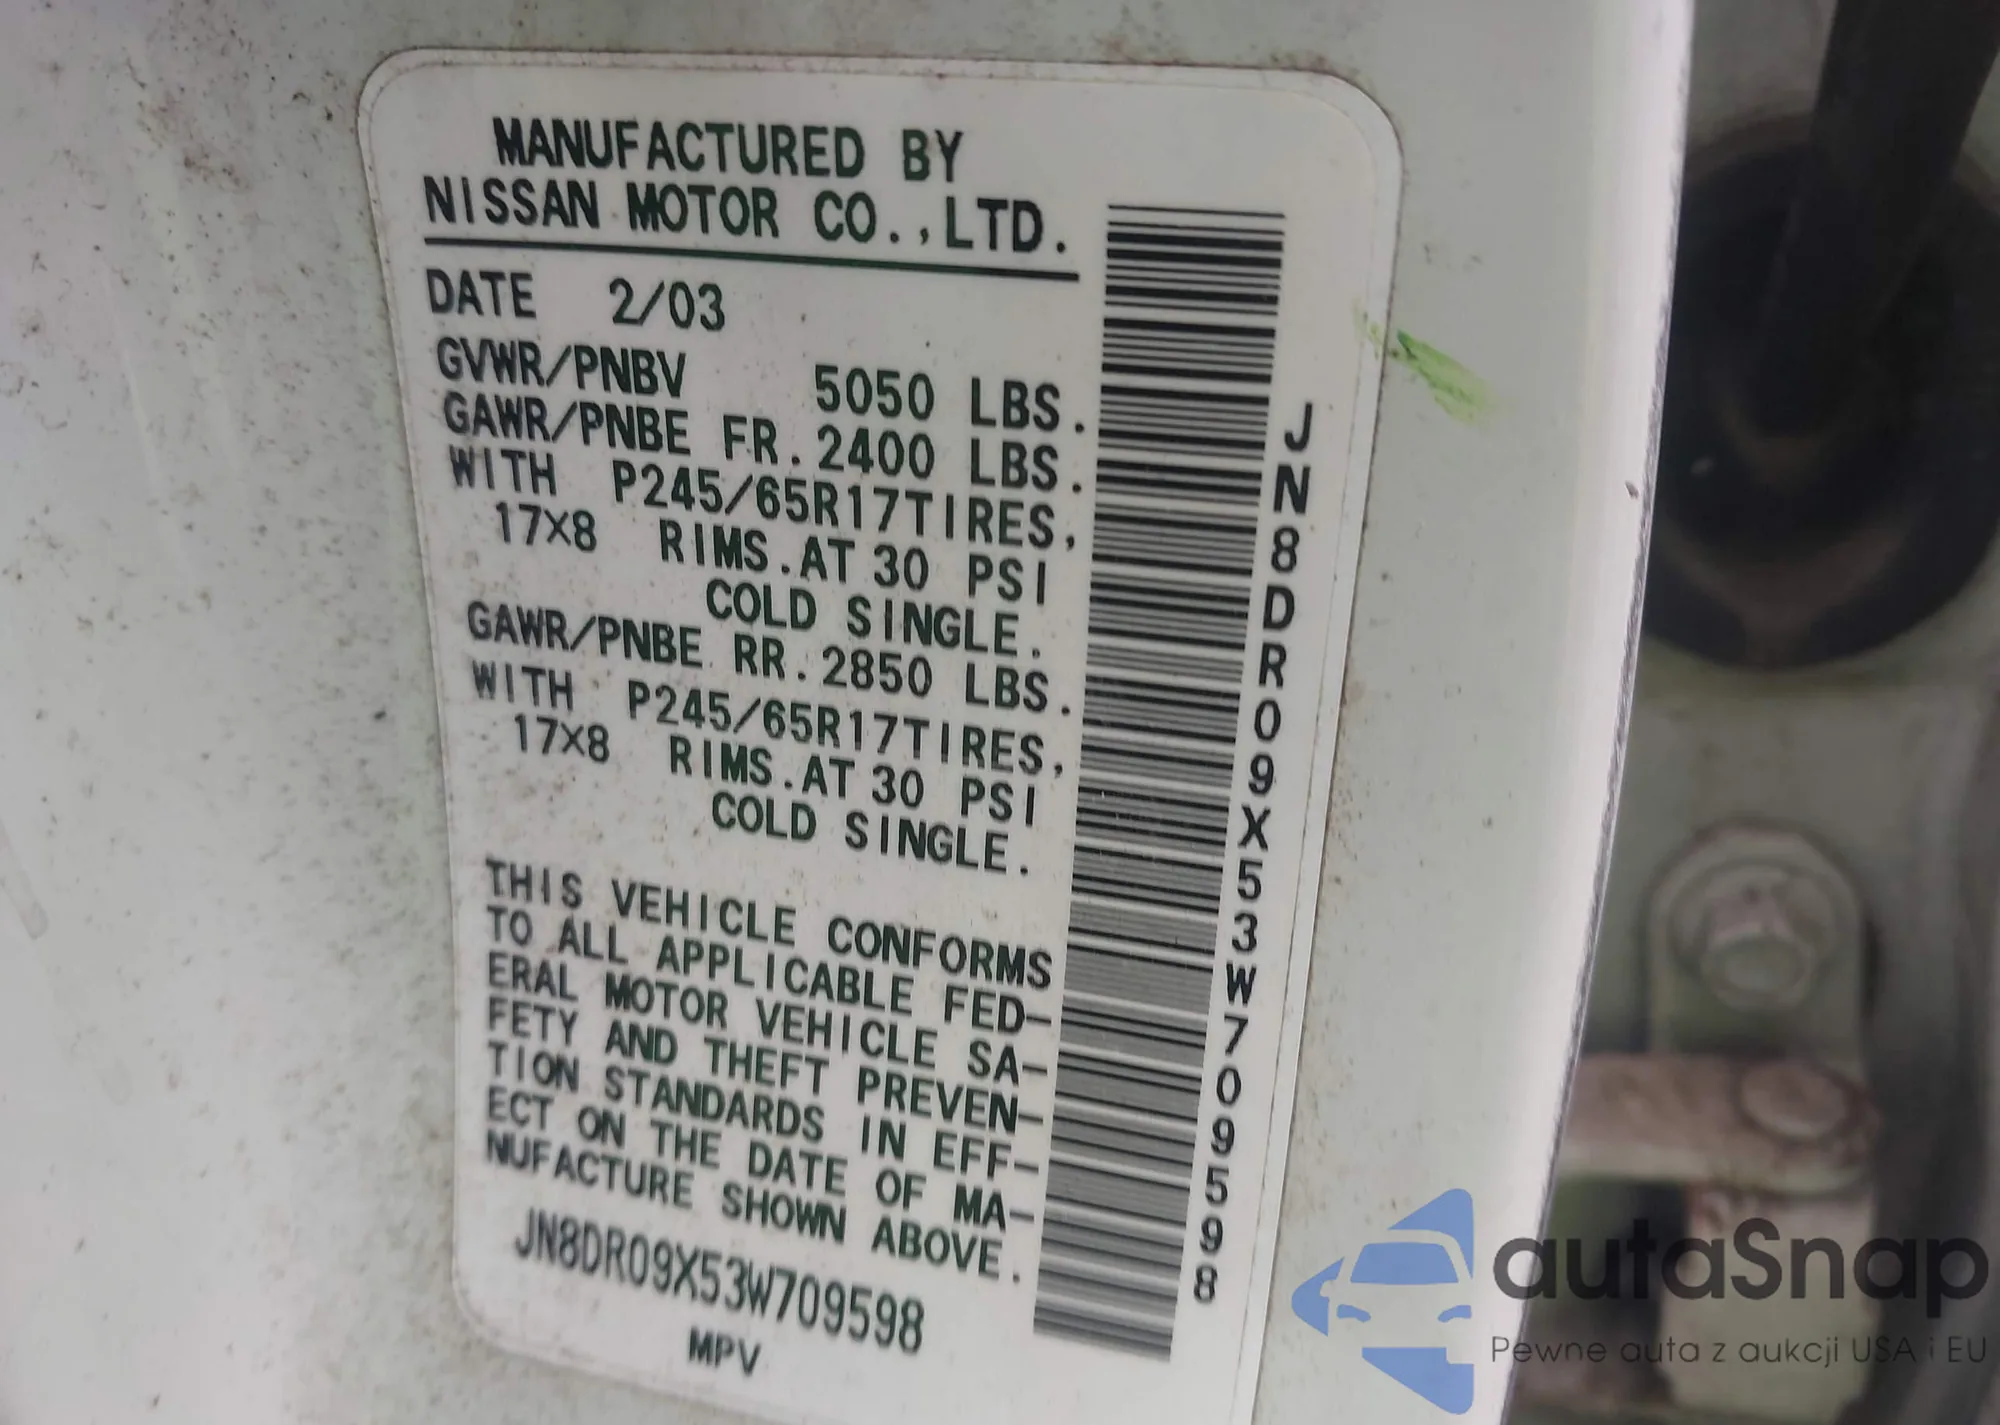 MANUFACTURED BY
NISSAN MOTOR CO.,LTD.
DATE 2/03
GVWR/PNBV 5050 LBS.
GAWR/PNBE FR.2400 LBS.
WITH P245/65R17TIRES,
17X8 RIMS.AT 30 PSI
COLD SINGLE.
GAWR/PNBE RR.2850 LBS.
WITH P245/65R17TIRES,
17X8 RIMS.AT 30 PSI
COLD SINGLE.
THIS VEHICLE CONFORMS
TO ALL APPLICABLE FED-
ERAL MOTOR VEHICLE SA-
FETY AND THEFT PREVEN-
TION STANDARDS IN EFF-
ECT ON THE DATE OF MA-
NUFACTURE SHOWN ABOVE.
JN8DR09X53W709598
MPV
JN8DR09X53W709598
autaSnap
Pewne auta z aukcji USA i EU